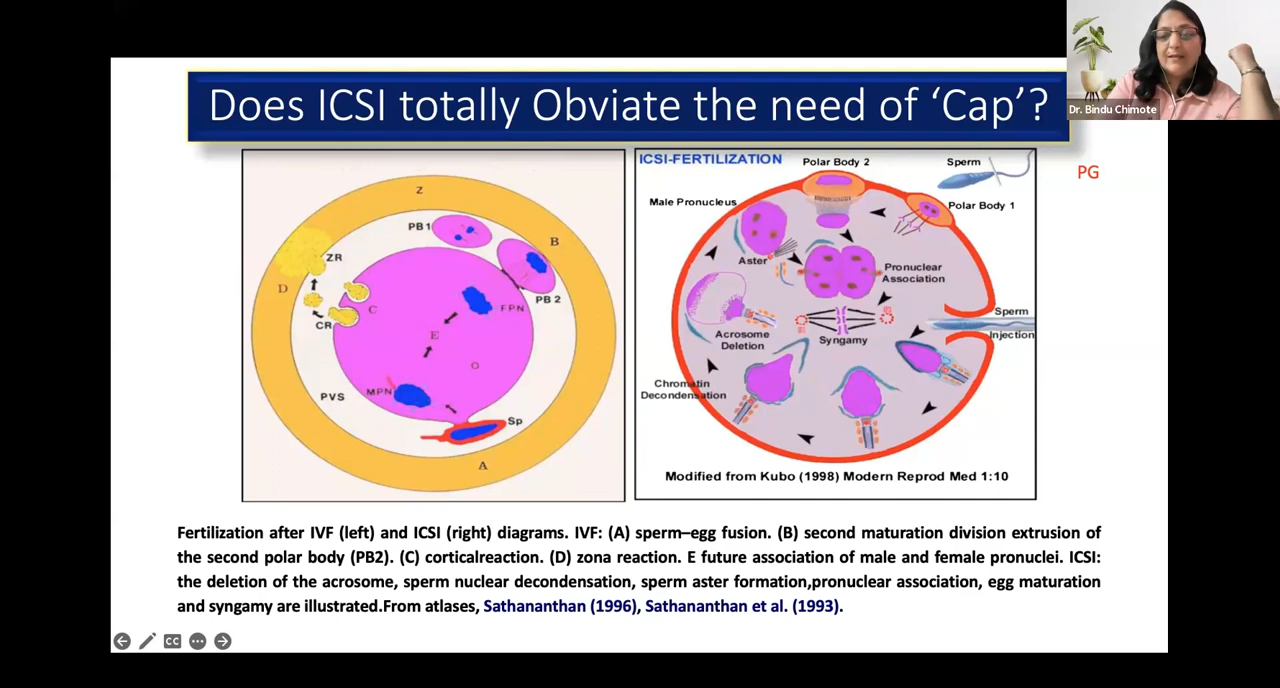 Does ICSI totally Obviate the need of ‘Cap’?
Dr. Bindu Chimote
PG
Z
PB1
B
ZR
D
C
PB 2
FPN
CR
E
O
MPN
PVS
Sp
A
ICSI-FERTILIZATION
Polar Body 2
Sperm
Male Pronucleus
Polar Body 1
Aster
Pronuclear
Association
Sperm
Injection
Acrosome
Deletion
Syngamy
Chromatin
Decondensation
Modified from Kubo (1998) Modern Reprod Med 1:10
Fertilization after IVF (left) and ICSI (right) diagrams. IVF: (A) sperm–egg fusion. (B) second maturation division extrusion of
the second polar body (PB2). (C) corticalreaction. (D) zona reaction. E future association of male and female pronuclei. ICSI:
the deletion of the acrosome, sperm nuclear decondensation, sperm aster formation,pronuclear association, egg maturation
and syngamy are illustrated.From atlases, Sathananthan (1996), Sathananthan et al. (1993).
CC